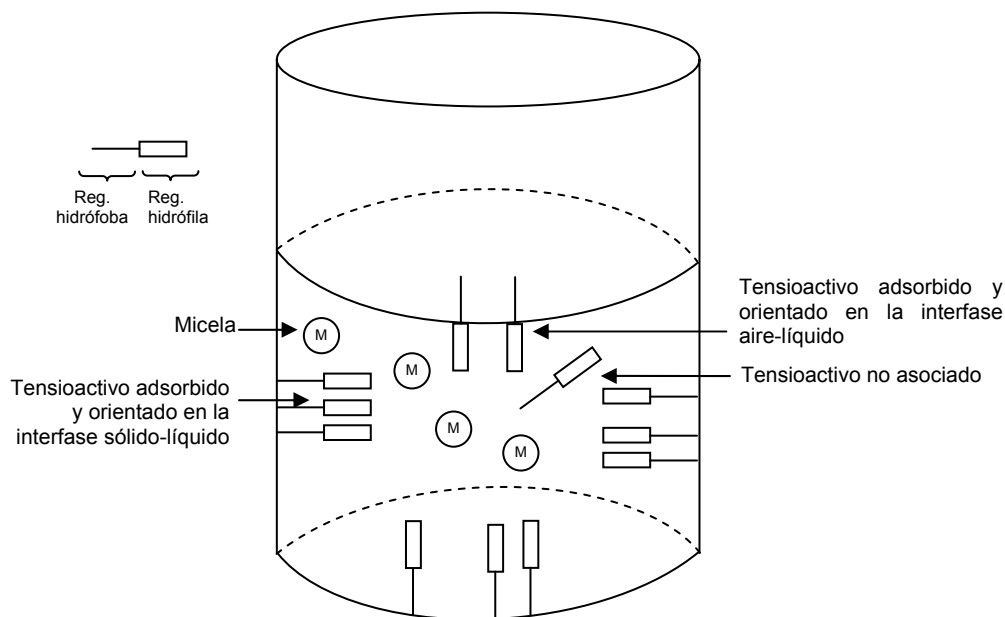 Reg.
hidrófoba
Reg.
hidrófila
Tensioactivo adsorbido y
orientado en la interfase
aire-líquido
Micela
M
M
M
M
Tensioactivo no asociado
Tensioactivo adsorbido
y orientado en la
interfase sólido-líquido